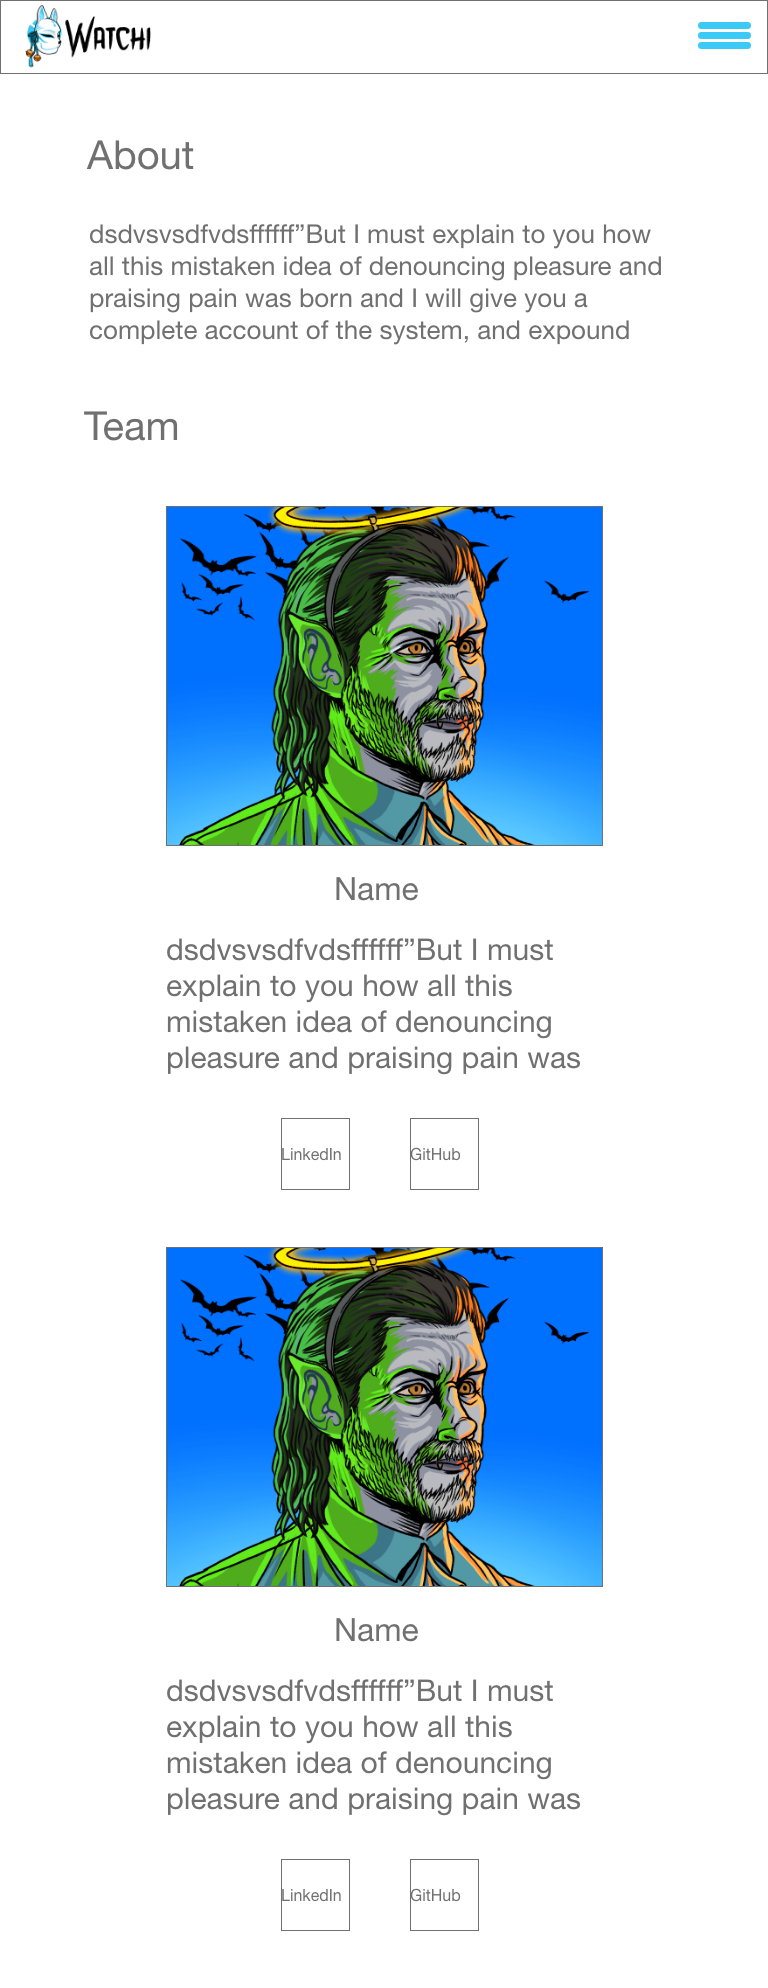 WATCHI
About
dsdvsvsdfvdsffffff”But I must explain to you how
all this mistaken idea of denouncing pleasure and
praising pain was born and I will give you a
complete account of the system, and expound
Team
Name
dsdvsvsdfvdsffffff”But I must
explain to you how all this
mistaken idea of denouncing
pleasure and praising pain was
LinkedIn GitHub
Name
dsdvsvsdfvdsffffff”But I must
explain to you how all this
mistaken idea of denouncing
pleasure and praising pain was
LinkedIn GitHub